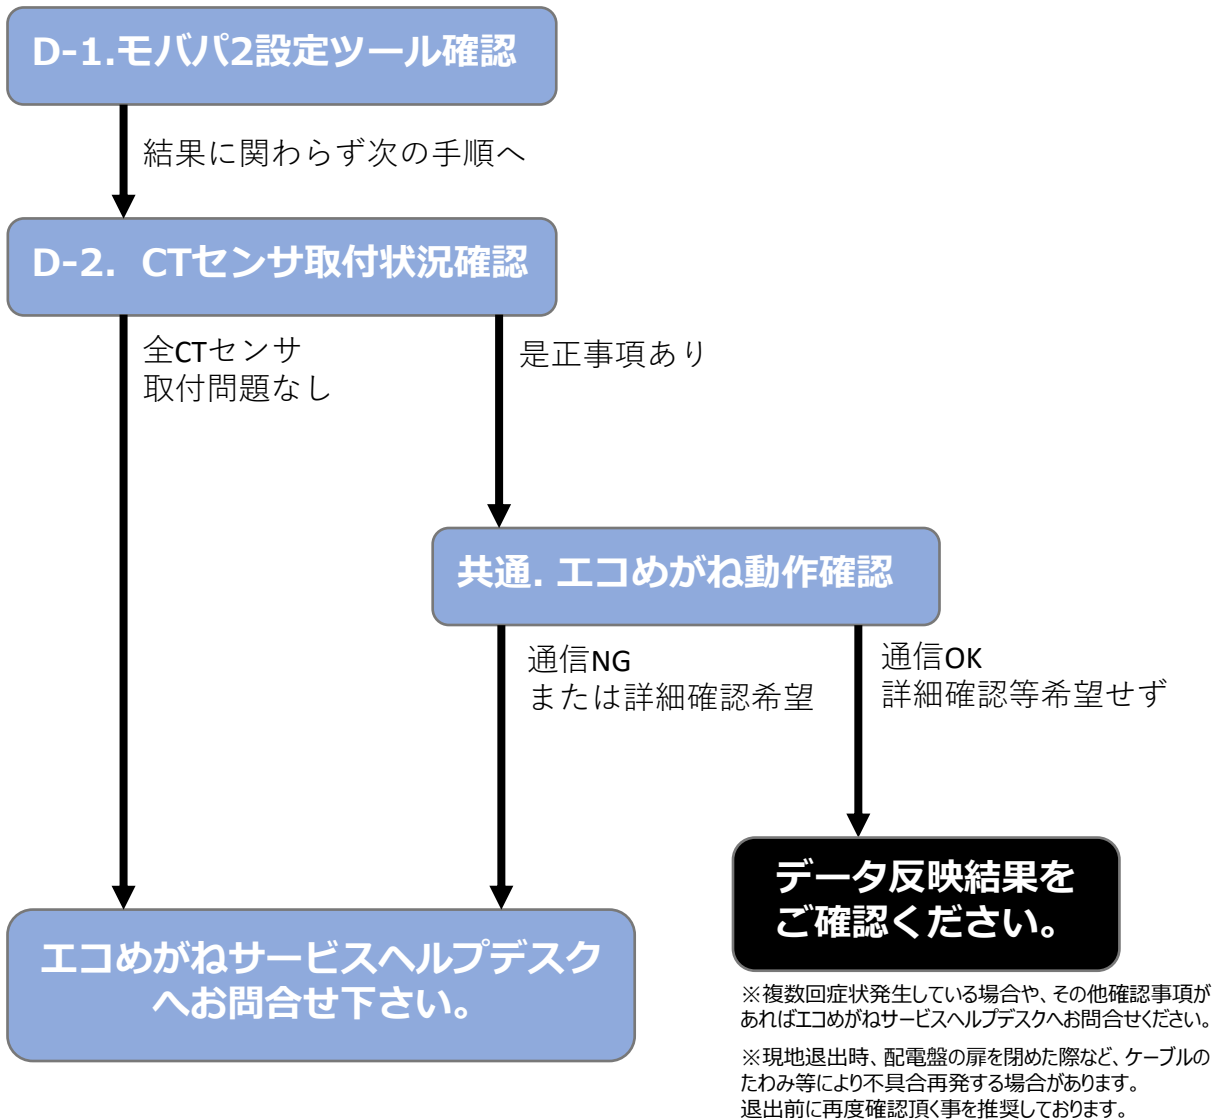 D-1.モバパ2設定ツール確認
結果に関わらず次の手順へ
D-2. CTセンサ取付状況確認
全CTセンサ
取付問題なし
是正事項あり
共通. エコめがね動作確認
通信NG
または詳細確認希望
通信OK
詳細確認等希望せず
データ反映結果を
ご確認ください。
エコめがねサービスヘルプデスク
へお問合せ下さい。
※複数回症状発生している場合や、その他確認事項が
あればエコめがねサービスヘルプデスクへお問合せください。
※現地退出時、配電盤の扉を閉めた際など、ケーブルの
たわみ等により不具合再発する場合があります。
退出前に再度確認頂く事を推奨しております。